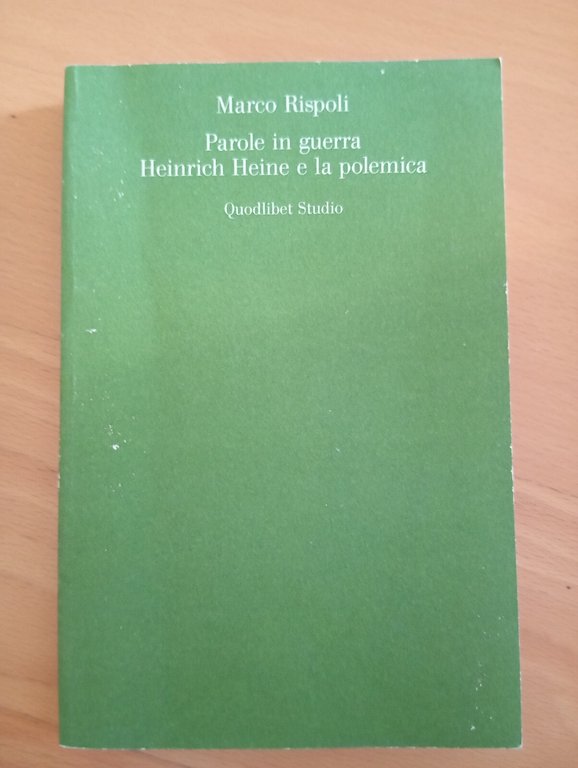 Marco Rispoli
Parole in guerra
Heinrich Heine e la polemica
Quodlibet Studio